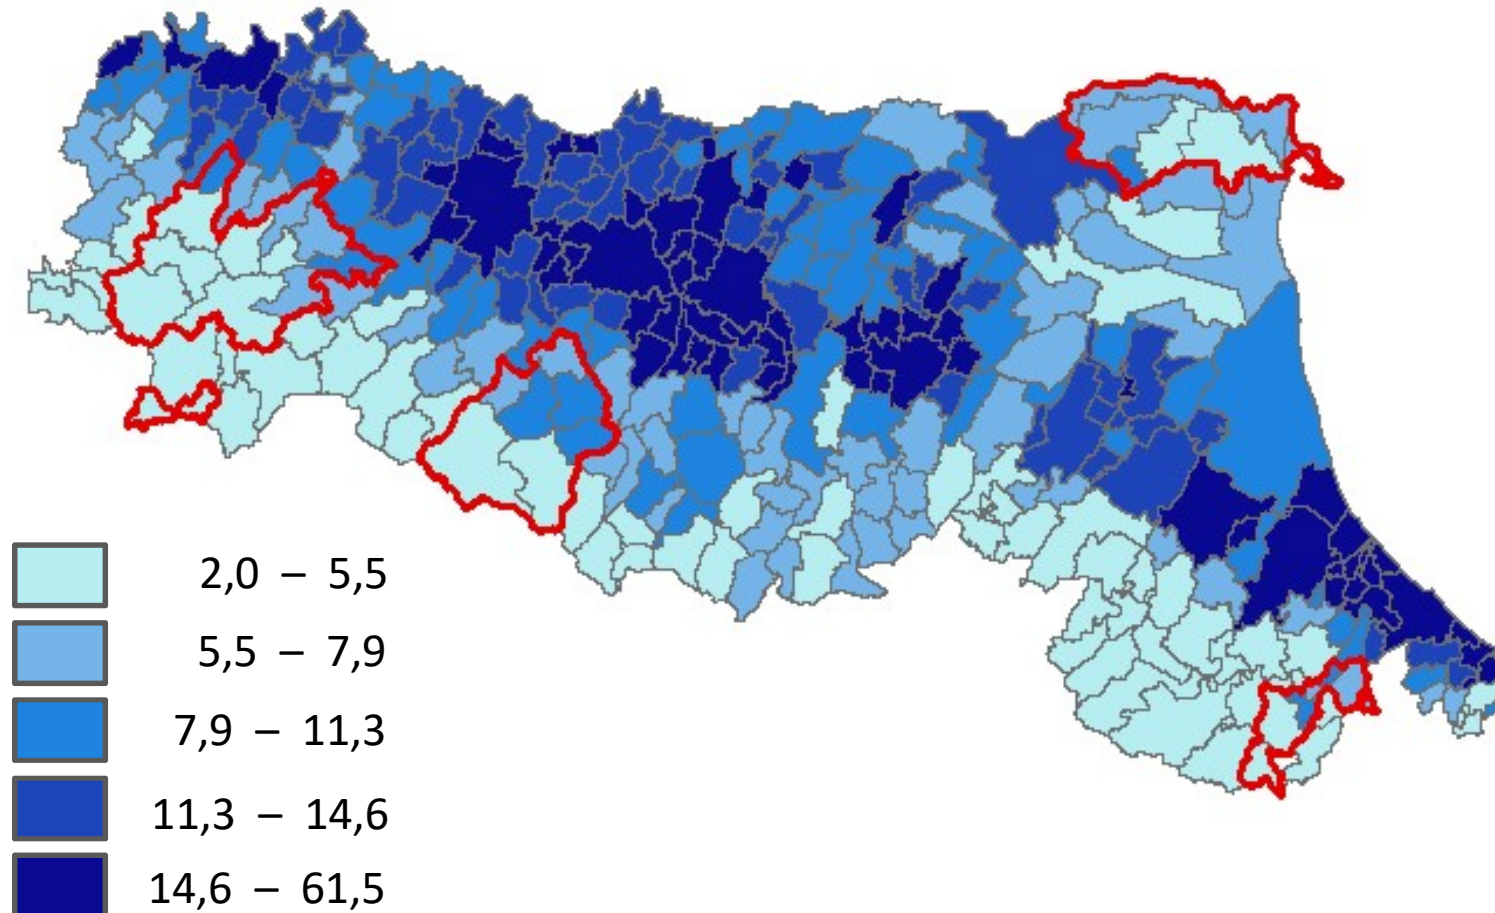 2,0 – 5,5
5,5 – 7,9
7,9 – 11,3
11,3 – 14,6
14,6 – 61,5